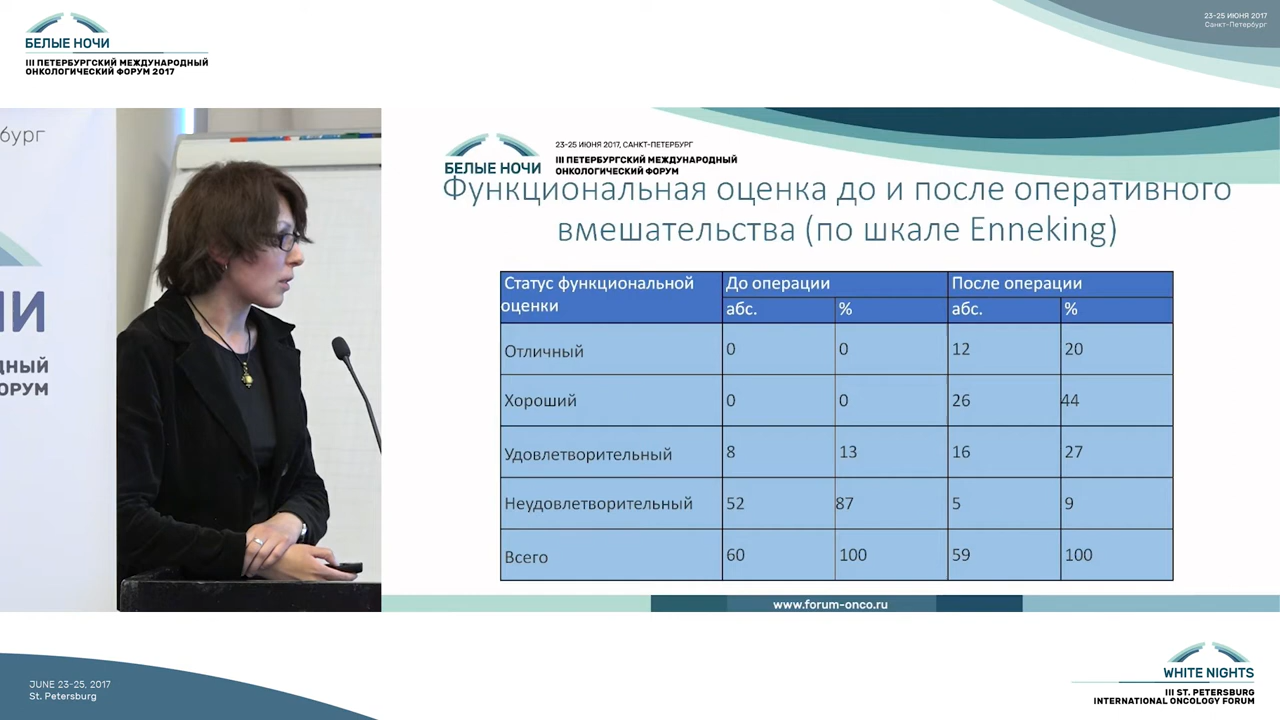 БЕЛЫЕ НОЧИ
III ПЕТЕРБУРГСКИЙ МЕЖДУНАРОДНЫЙ
ОНКОЛОГИЧЕСКИЙ ФОРУМ 2017
23-25 ИЮНЯ 2017
Санкт-Петербург
бург
ИИ
ДНЫЙ
ОРУМ
БЕЛЫЕ НОЧИ
23-25 ИЮНЯ 2017, САНКТ-ПЕТЕРБУРГ
III ПЕТЕРБУРГСКИЙ МЕЖДУНАРОДНЫЙ
ОНКОЛОГИЧЕСКИЙ ФОРУМ
Функциональная оценка до и после оперативного
вмешательства (по шкале Enneking)
Статус функциональной оценки До операции После операции
абс. % абс. %
Отличный 0 0 12 20
Хороший 0 0 26 44
Удовлетворительный 8 13 16 27
Неудовлетворительный 52 87 5 9
Всего 60 100 59 100
www.forum-onco.ru
JUNE 23-25, 2017
St. Petersburg
WHITE NIGHTS
III ST. PETERSBURG
INTERNATIONAL ONCOLOGY FORUM